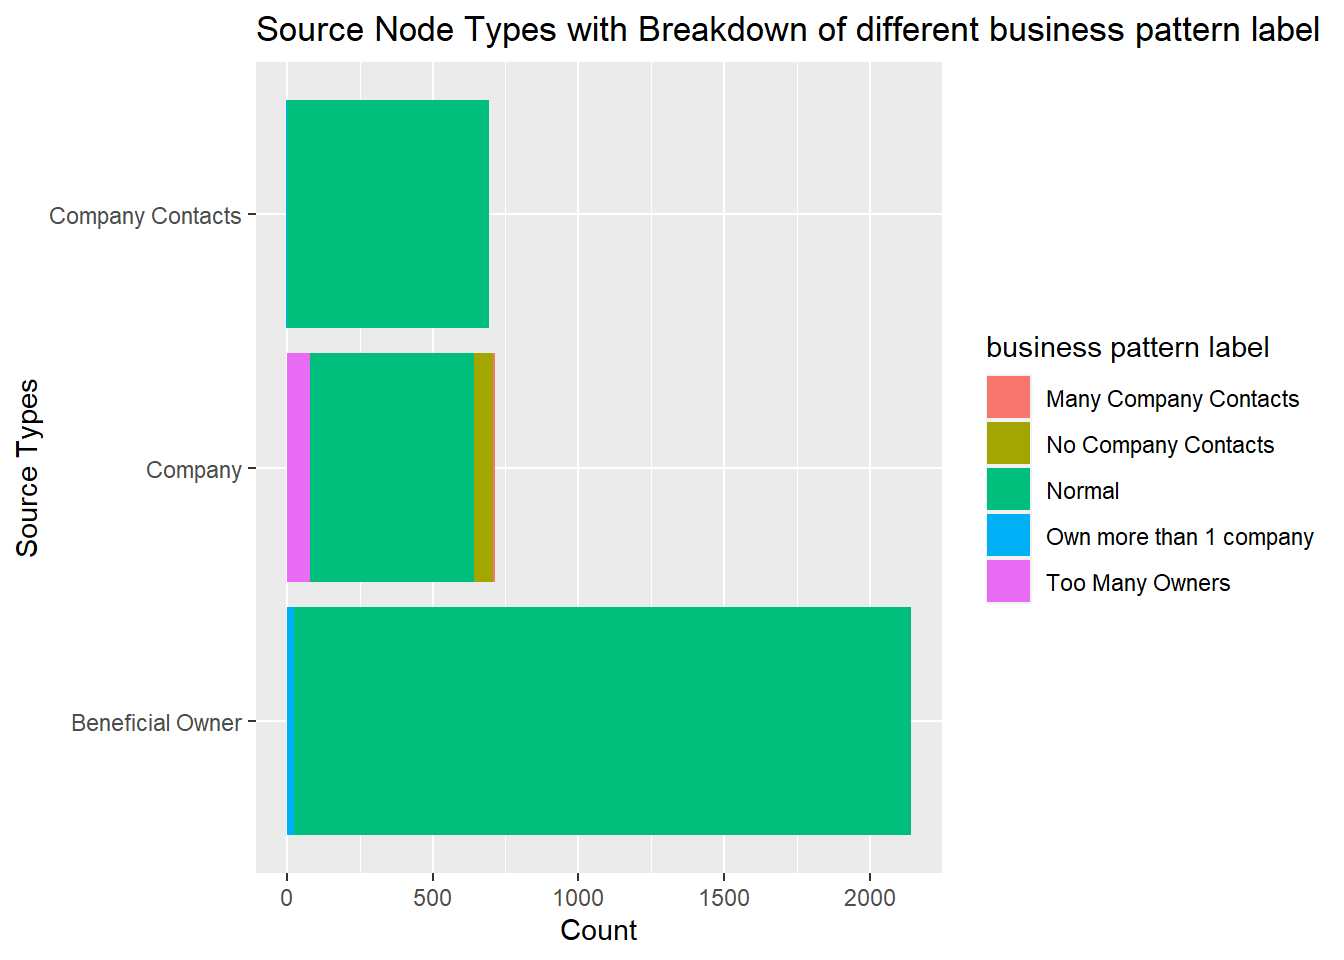 Source Node Types with Breakdown of different business pattern label
Company Contacts
Company
Beneficial Owner
Source Types
0 500 1000 1500 2000
Count
business pattern label
Many Company Contacts
No Company Contacts
Normal
Own more than 1 company
Too Many Owners